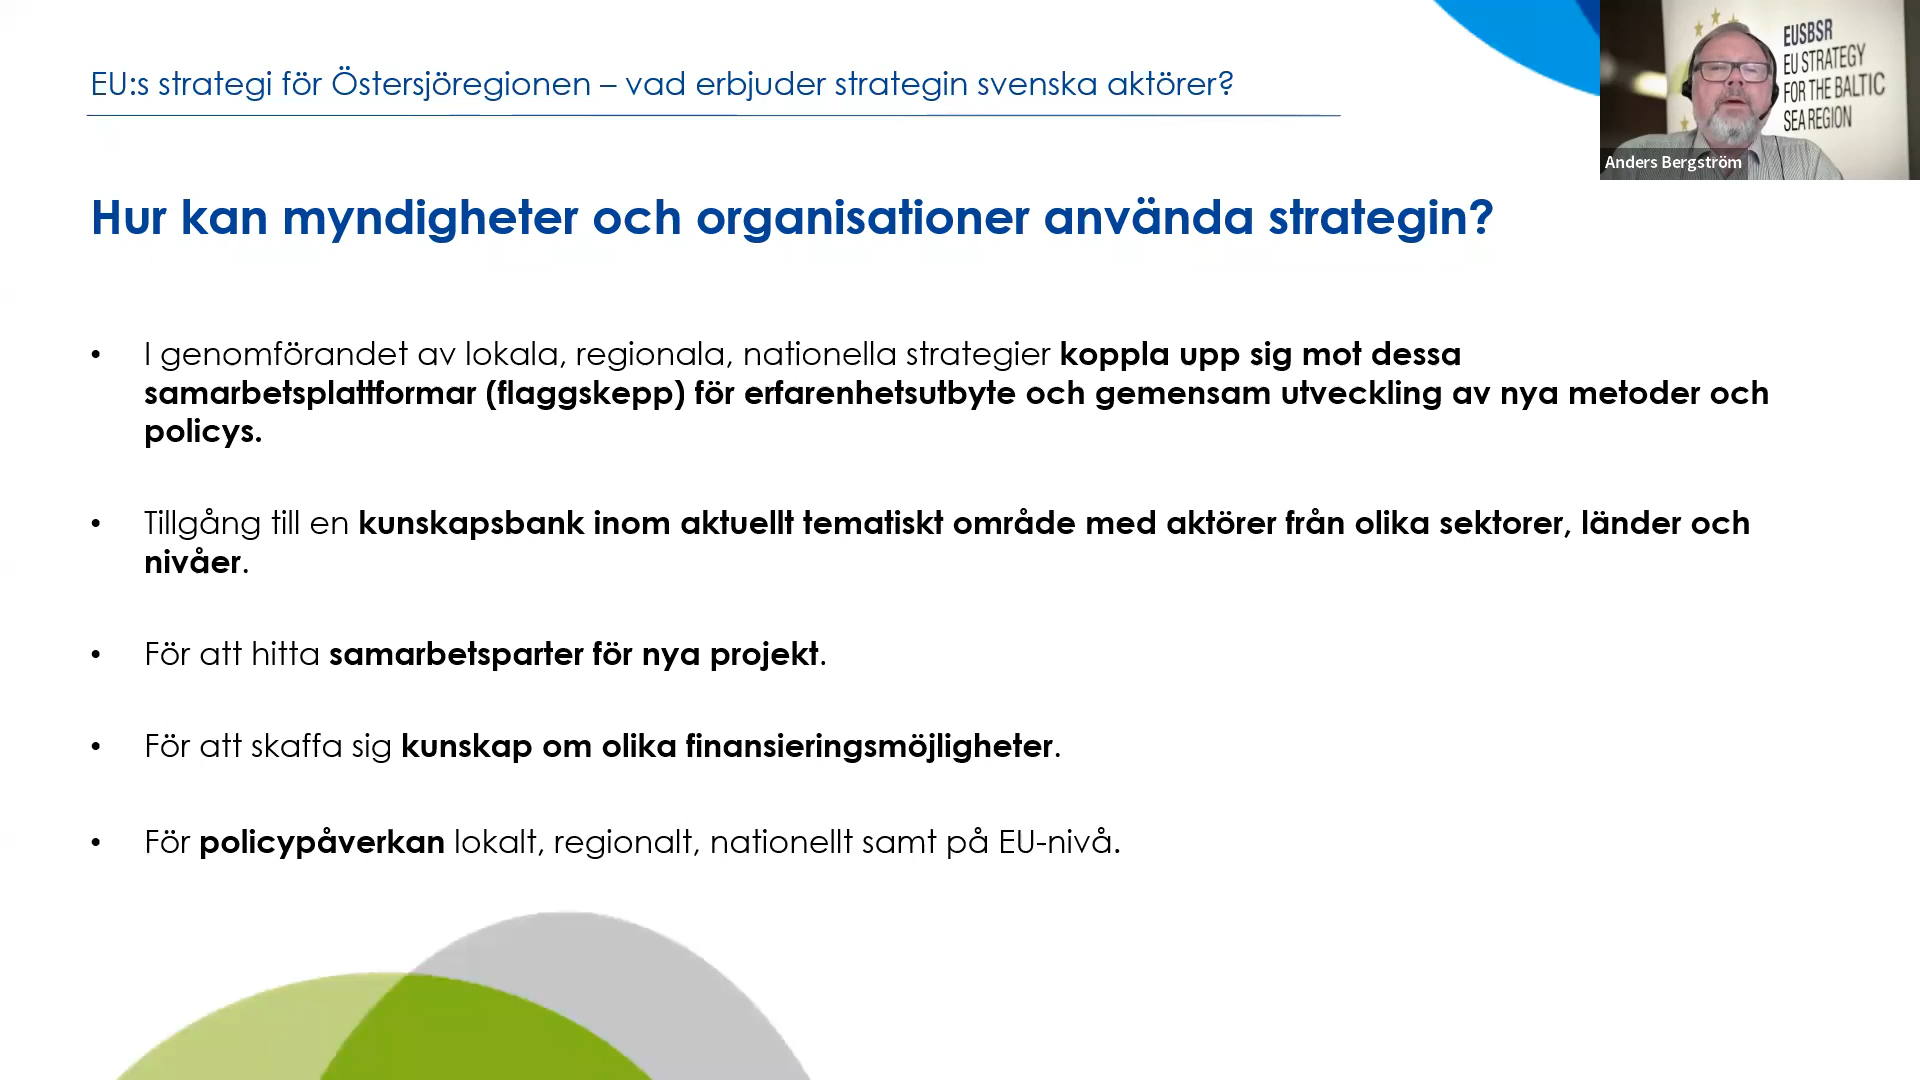 EU:s strategi för Östersjöregionen – vad erbjuder strategin svenska aktörer?
EUSBSR
EU STRATEGY
FOR THE BALTIC
SEA REGION
Anders Bergström
Hur kan myndigheter och organisationer använda strategin?
• I genomförandet av lokala, regionala, nationella strategier koppla upp sig mot dessa
samarbetsplattformar (flaggskepp) för erfarenhetsutbyte och gemensam utveckling av nya metoder och
policys.
• Tillgång till en kunskapsbank inom aktuellt tematiskt område med aktörer från olika sektorer, länder och
nivåer.
• För att hitta samarbetsparter för nya projekt.
• För att skaffa sig kunskap om olika finansieringsmöjligheter.
• För policypåverkan lokalt, regionalt, nationellt samt på EU-nivå.